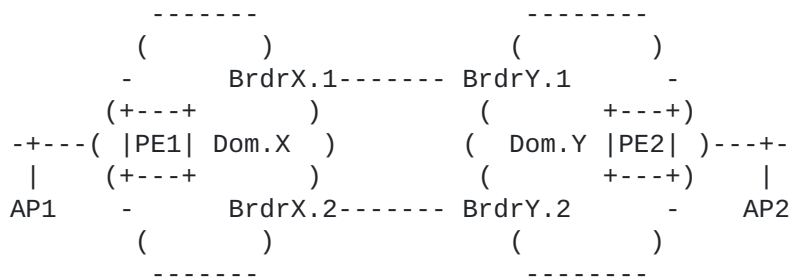 BrdrX.1 BrdrY.1
AP1 PE1 Dom.X Dom.Y PE2 AP2
BrdrX.2 BrdrY.2